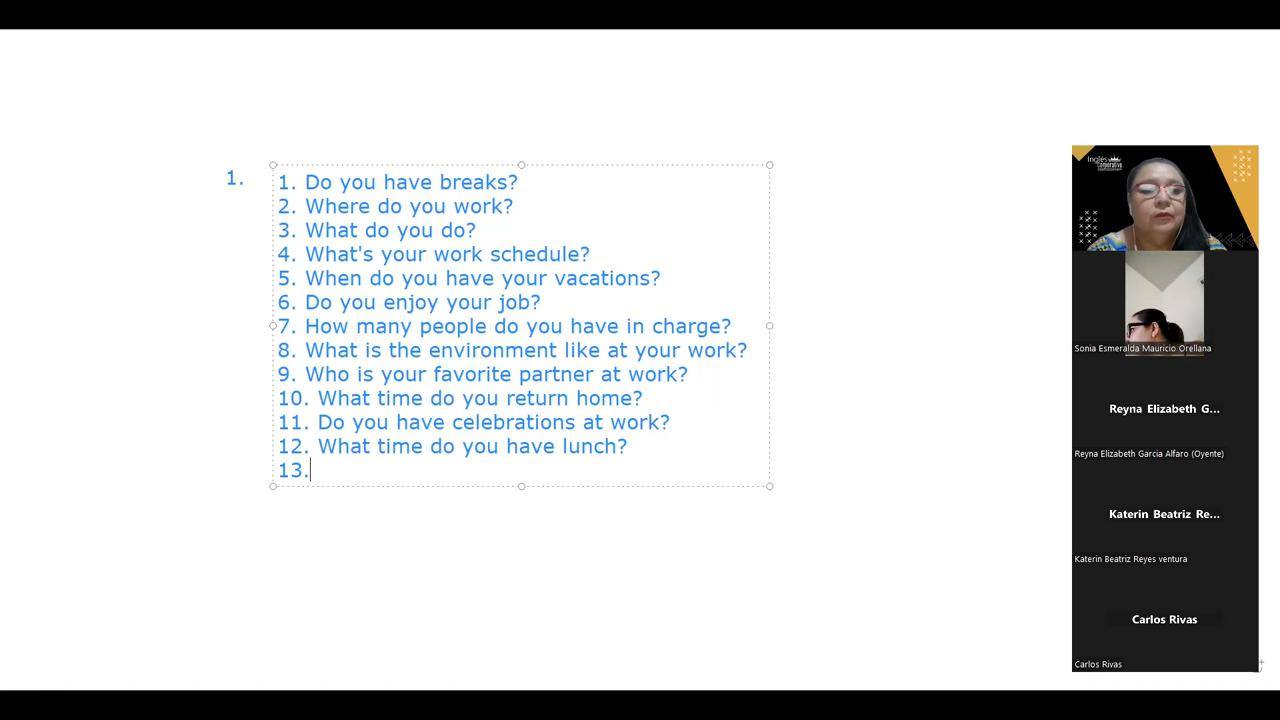 1.
1. Do you have breaks?
2. Where do you work?
3. What do you do?
4. What's your work schedule?
5. When do you have your vacations?
6. Do you enjoy your job?
7. How many people do you have in charge?
8. What is the environment like at your work?
9. Who is your favorite partner at work?
10. What time do you return home?
11. Do you have celebrations at work?
12. What time do you have lunch?
13.
Inglés
Corporativo
Sonia Esmeralda Mauricio Orellana
Reyna Elizabeth G...
Reyna Elizabeth Garcia Alfaro (Oyente)
Katerin Beatriz Re...
Katerin Beatriz Reyes ventura
Carlos Rivas
Carlos Rivas